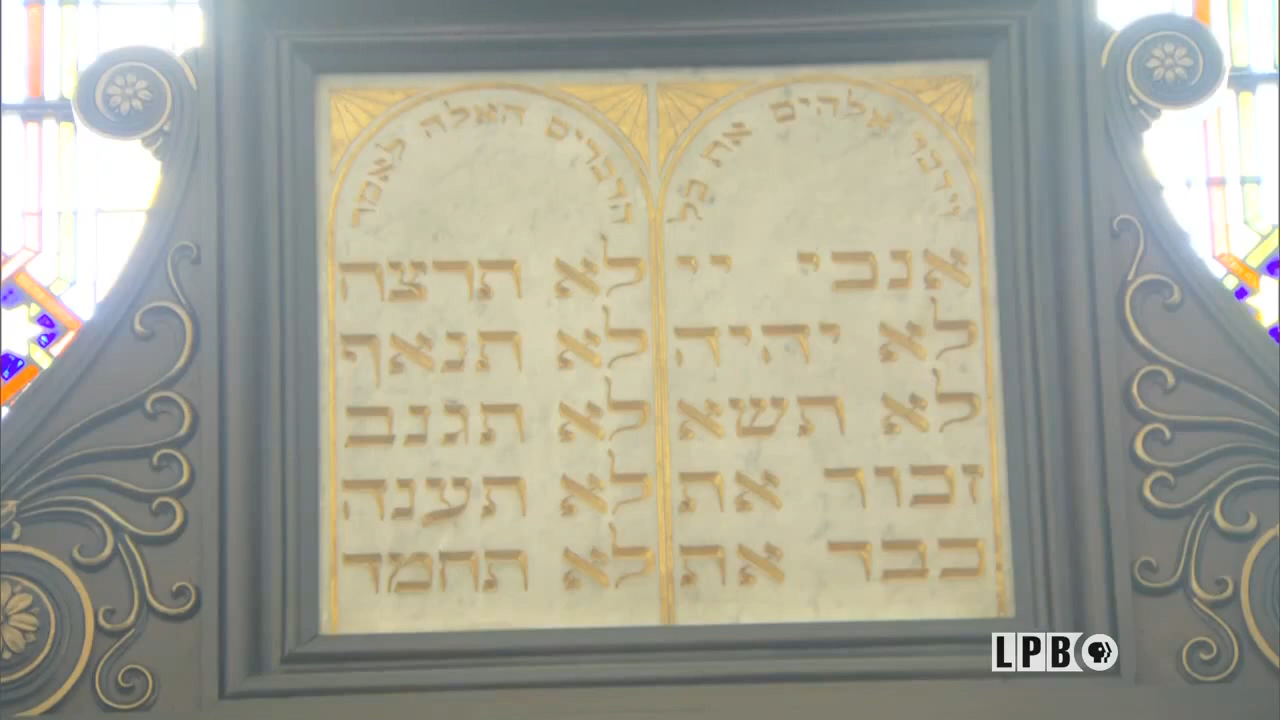 וידבר אלהים את כל
אנכי יי
לא יהיה
לא תשא
זכור את
כבד את
הדברים האלה לאמר
לא תרצח
לא תנאף
לא תגנב
לא תענה
לא תחמד
LPB